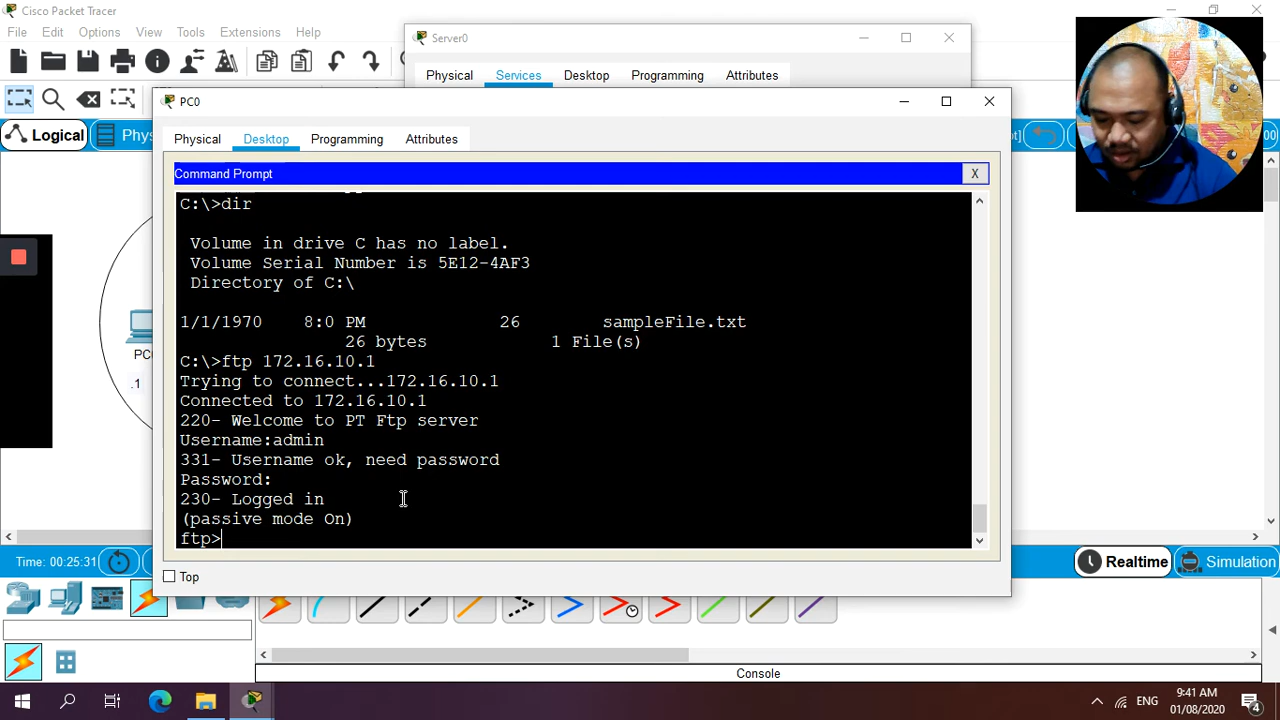 Cisco Packet Tracer
File Edit Options View Tools Extensions Help
Server0
Physical Services Desktop Programming Attributes
PC0
Logical
Physical Desktop Programming Attributes
Command Prompt
X
C:\>dir
Volume in drive C has no label.
Volume Serial Number is 5E12-4AF3
Directory of C:\
1/1/1970 8:0 PM 26 sampleFile.txt
26 bytes 1 File(s)
C:\>ftp 172.16.10.1
Trying to connect...172.16.10.1
Connected to 172.16.10.1
220- Welcome to PT Ftp server
Username:admin
331- Username ok, need password
Password:
230- Logged in
(passive mode On)
ftp>
.1
Top
Time: 00:25:31
Realtime
Simulation
Console
ENG
9:41 AM
01/08/2020
4